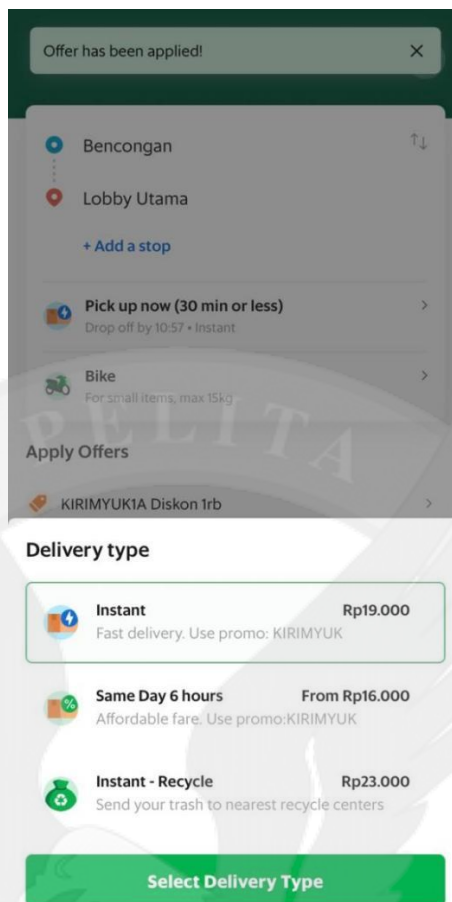 Offer has been applied!
Bencongan
Lobby Utama
+ Add a stop
Pick up now (30 min or less)
Drop off by 10:57 • Instant
Bike
For small items, max 15kg
PELITA
Apply Offers
KIRIMYUK1A Diskon 1rb
Delivery type
Instant Rp19.000
Fast delivery. Use promo: KIRIMYUK
Same Day 6 hours From Rp16.000
Affordable fare. Use promo:KIRIMYUK
Instant - Recycle Rp23.000
Send your trash to nearest recycle centers
Select Delivery Type